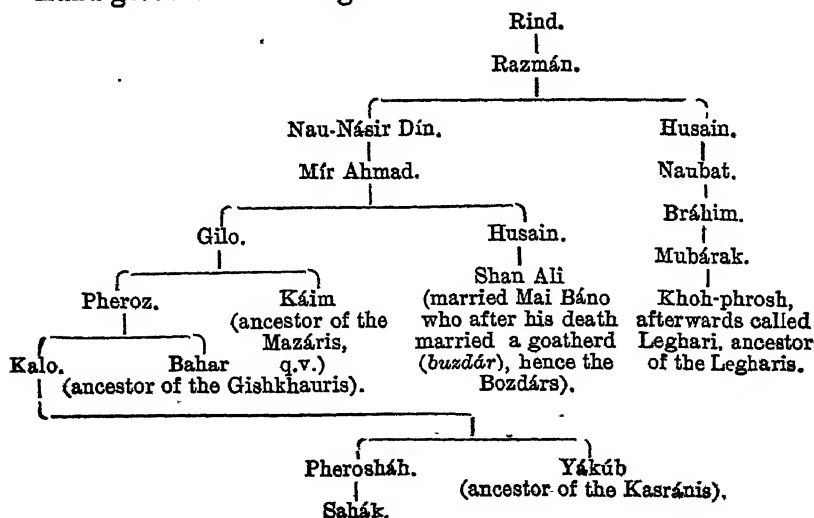 Rind.
Razmán.
Nau-Násir Dín.
Husain.
Mír Ahmad.
Naubat.
Bráhim.
Gilo.
Husain.
Mubárak.
Pheroz.
Káim
(ancestor of the
Mazáris,
q.v.)
Shan Ali
(married Mai Báno
who after his death
married a goatherd
(buzdár), hence the
Bozdárs).
Khoh-phrosh,
afterwards called
Leghari, ancestor
of the Legharis.
Kalo.
Bahar
(ancestor of the Gishkhauris).
Pherosháh.
Yákúb
(ancestor of the Kasránis).
Sahák.